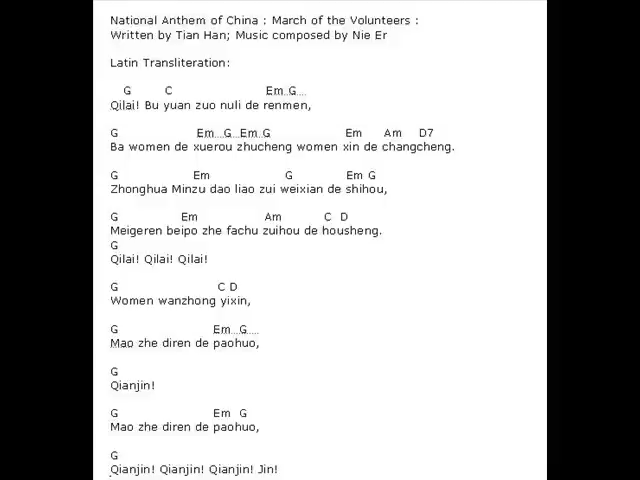 National Anthem of China : March of the Volunteers :
Written by Tian Han; Music composed by Nie Er
Latin Transliteration:
G C Em...G....
Qilai! Bu yuan zuo nuli de renmen,
G Em....G...Em.G Em Am D7
Ba women de xuerou zhucheng women xin de changcheng.
G Em G Em G
Zhonghua Minzu dao liao zui weixian de shihou,
G Em Am C D
Meigeren beipo zhe fachu zuihou de housheng.
G
Qilai! Qilai! Qilai!
G C D
Women wanzhong yixin,
G Em...G.....
Mao zhe diren de paohuo,
G
Qianjin!
G Em G
Mao zhe diren de paohuo,
G
Qianjin! Qianjin! Qianjin! Jin!